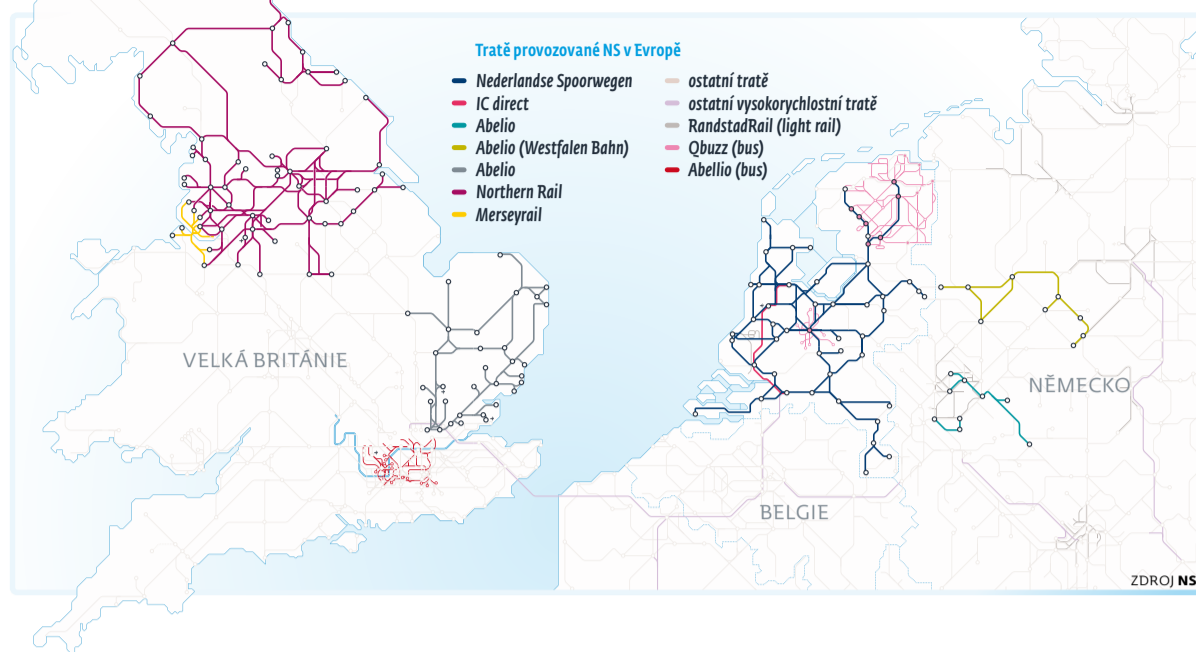 Tratě provozované NS v Evropě
Nederlandse Spoorwegen
IC direct
Abelio
Abelio (Westfalen Bahn)
Abelio
Northern Rail
Merseyrail
ostatní tratě
ostatní vysokorychlostní tratě
RandstadRail (light rail)
Qbuzz (bus)
Abellio (bus)
VELKÁ BRITÁNIE
NĚMECKO
BELGIE
ZDROJ NS